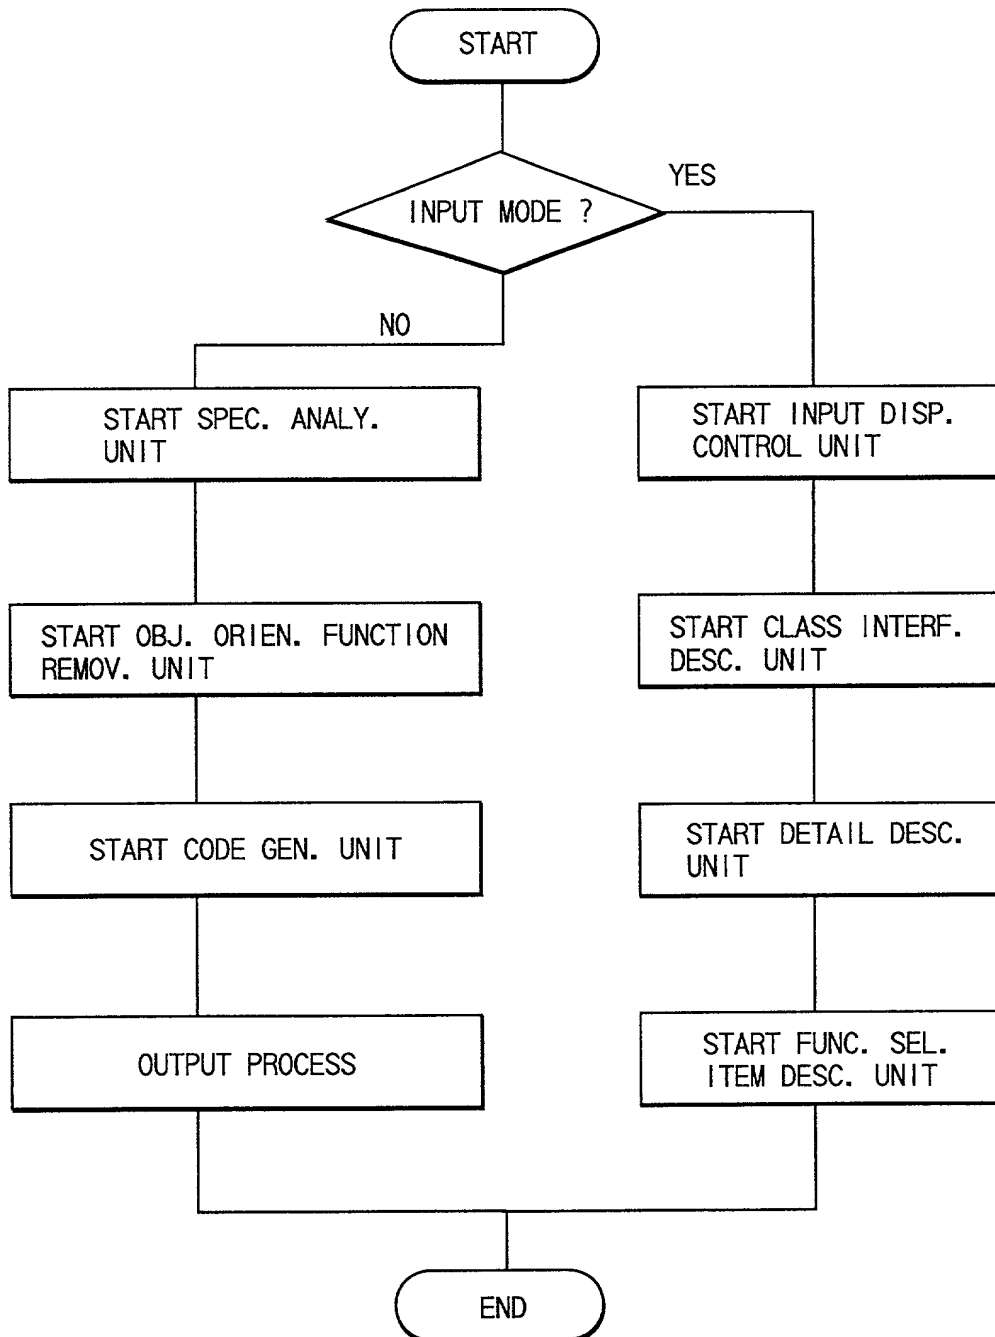 START
INPUT MODE ?
YES
NO
START SPEC. ANALY.
UNIT
START INPUT DISP.
CONTROL UNIT
START OBJ. ORIEN. FUNCTION
REMOV. UNIT
START CLASS INTERF.
DESC. UNIT
START CODE GEN. UNIT
START DETAIL DESC.
UNIT
OUTPUT PROCESS
START FUNC. SEL.
ITEM DESC. UNIT
END